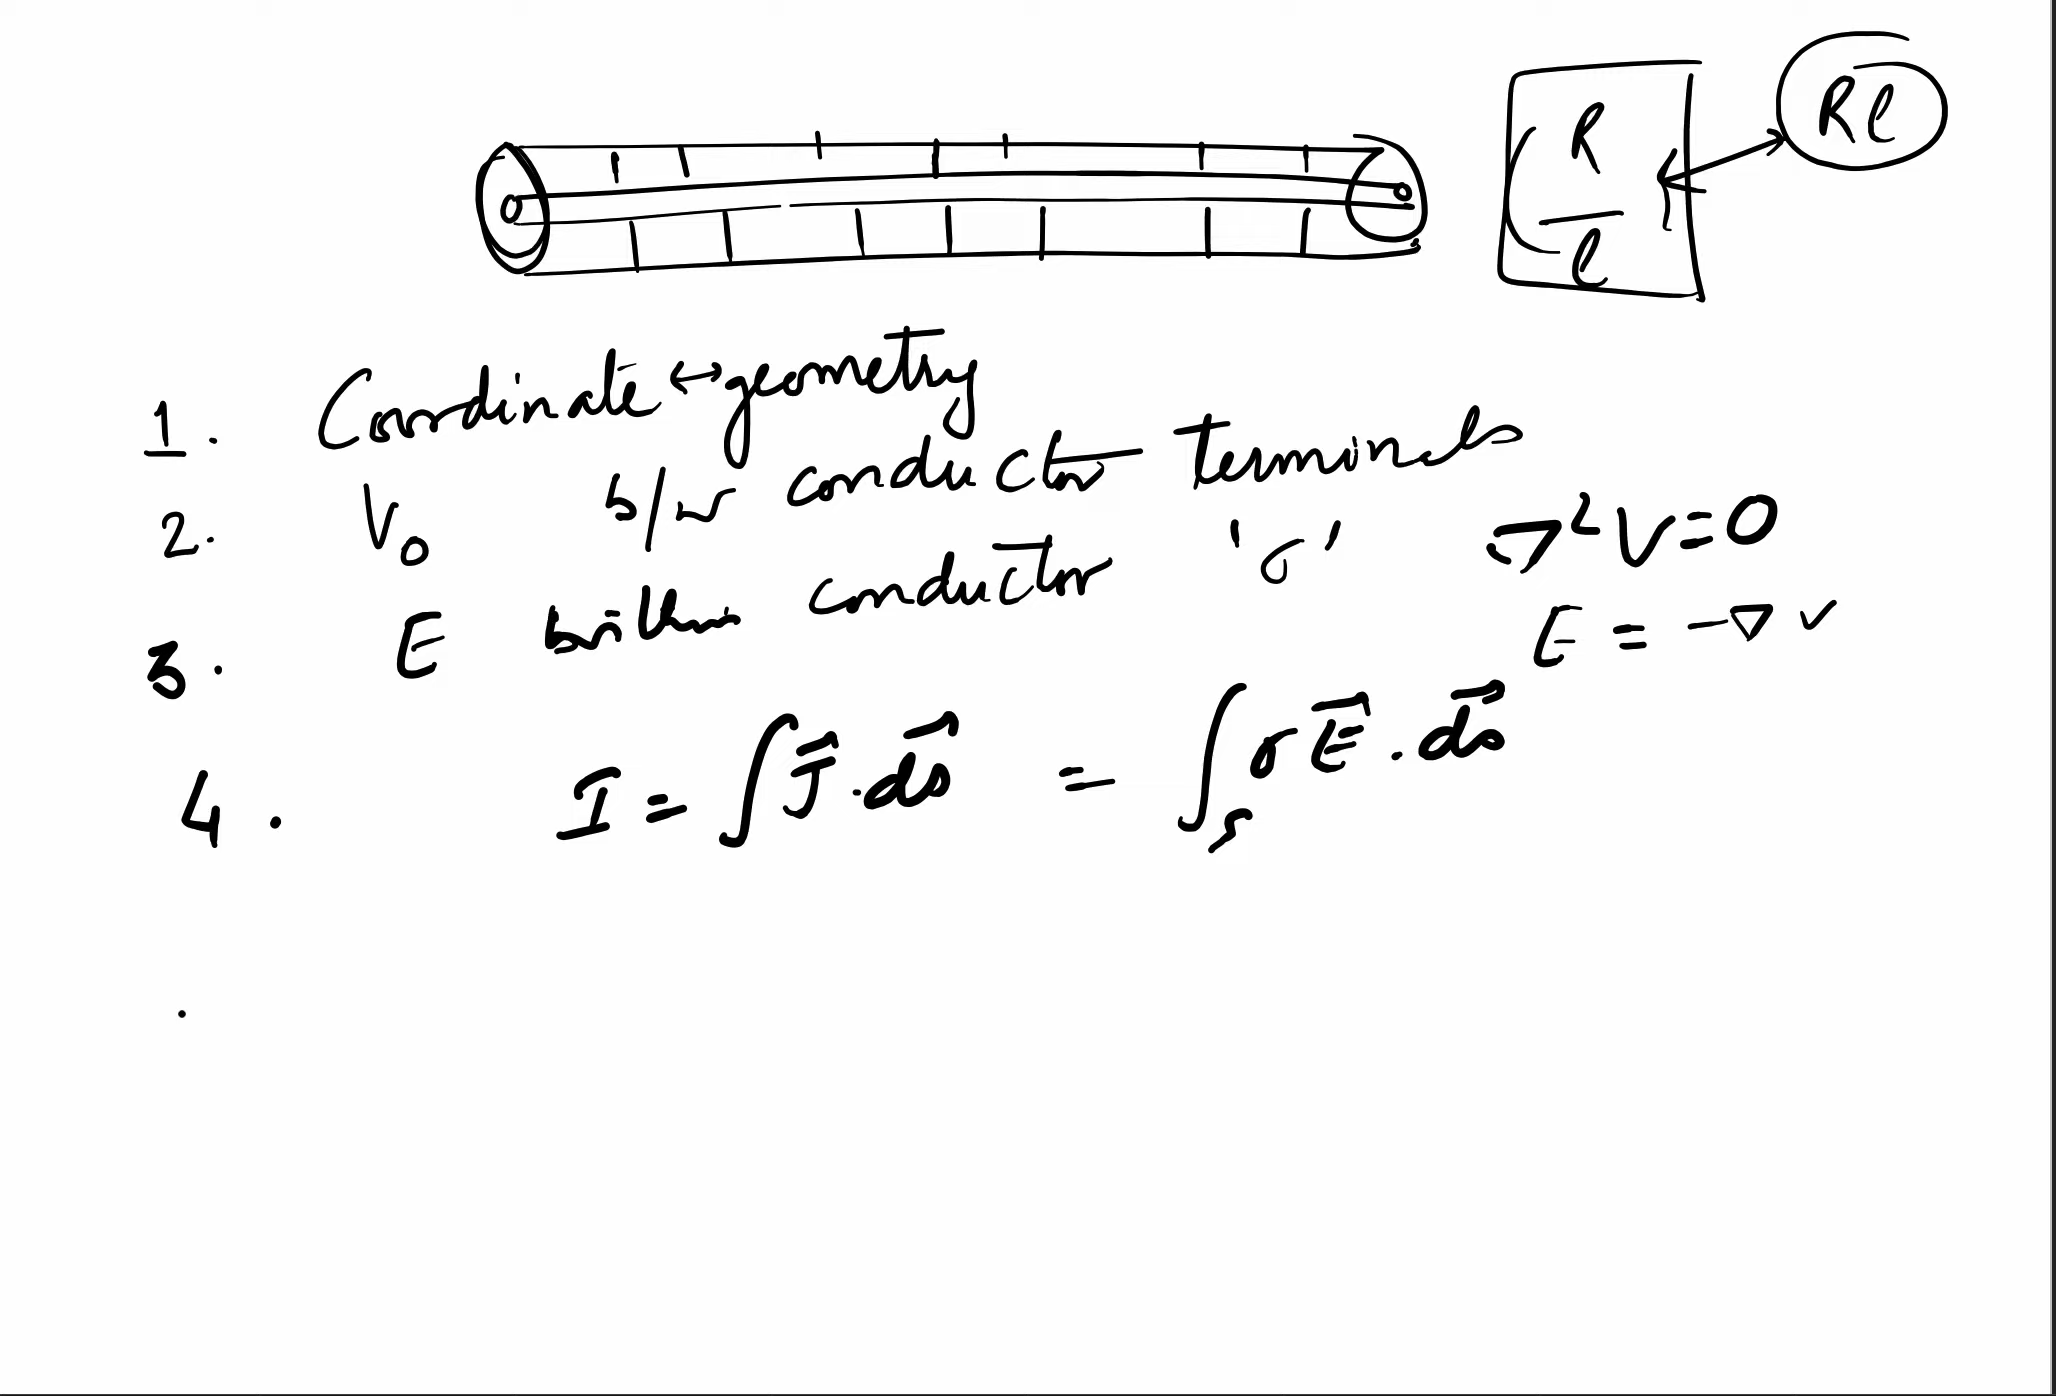 R/l
Rl
1. Coordinate ↔ geometry
2. V₀ b/w conductor terminals
3. E within conductor 'σ'
∇²V=0
E = -∇V
4. I = ∫J⃗.ds⃗ = ∫ₛσE⃗.ds⃗